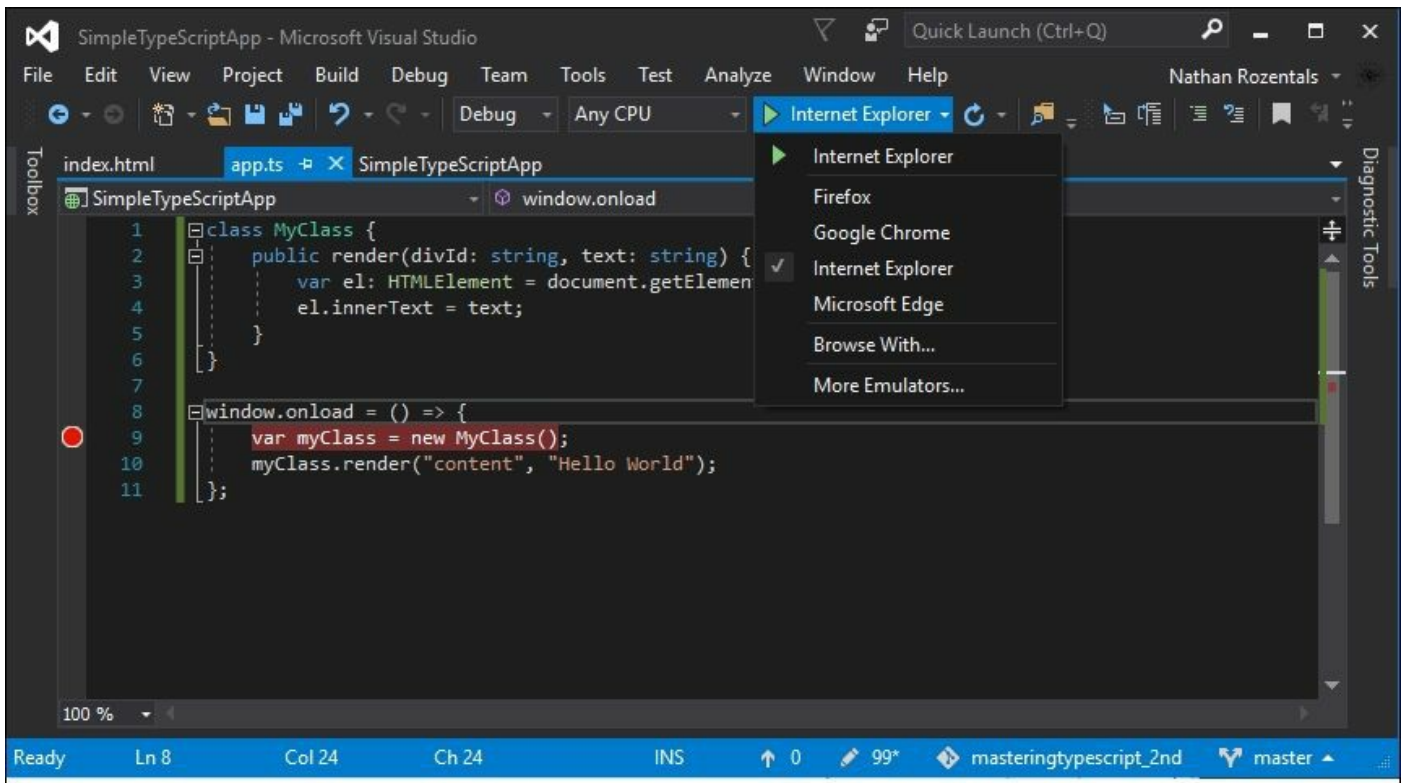 SimpleTypeScriptApp - Microsoft Visual Studio
Quick Launch (Ctrl+Q)
File Edit View Project Build Debug Team Tools Test Analyze Window Help Nathan Rozentals
Debug Any CPU Internet Explorer
Toolbox
index.html app.ts SimpleTypeScriptApp
SimpleTypeScriptApp window.onload
Internet Explorer
Firefox
Google Chrome
Internet Explorer
Microsoft Edge
Browse With...
More Emulators...
Diagnostic Tools
1 class MyClass {
2 public render(divId: string, text: string) {
3 var el: HTMLElement = document.getElemen
4 el.innerText = text;
5 }
6 }
7
8 window.onload = () => {
9 var myClass = new MyClass();
10 myClass.render("content", "Hello World");
11 };
100 %
Ready Ln 8 Col 24 Ch 24 INS 0 99* masteringtypescript_2nd master